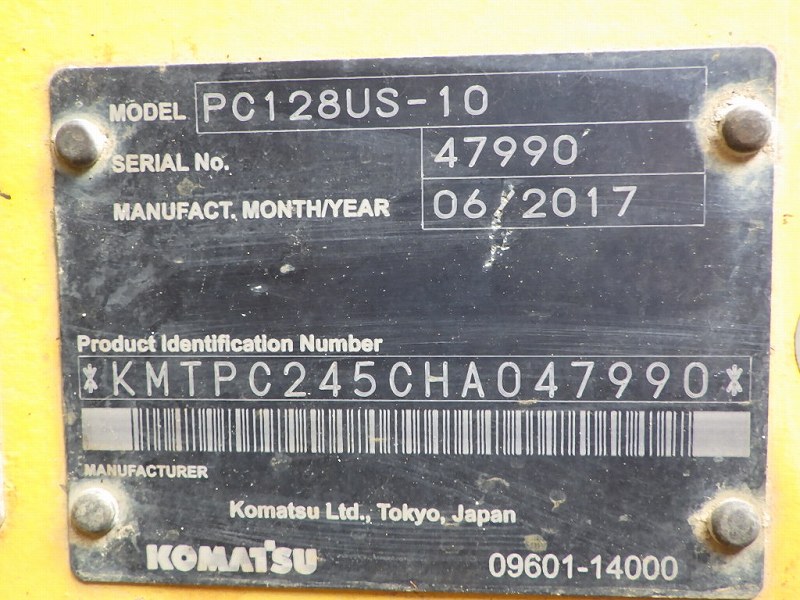 MODEL PC128US-10
SERIAL No. 47990
MANUFACT. MONTH/YEAR 06/2017
Product Identification Number
*KMTPC245CHA047990*
MANUFACTURER
Komatsu Ltd., Tokyo, Japan
KOMATSU 09601-14000